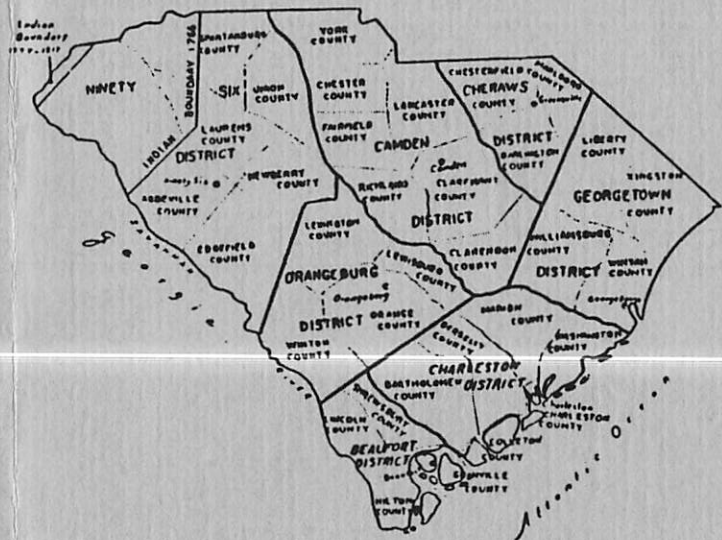 Indian
Boundary
YORK
COUNTY
SPARTANBURG
COUNTY
BOUNDARY 1766
INDIAN
NINETY
SIX
DISTRICT
UNION
COUNTY
CHESTER
COUNTY
LANCASTER
COUNTY
CHESTERFIELD
COUNTY
MARLBORO
COUNTY
CHERAWS
DISTRICT
DARLINGTON
COUNTY
LAURENS
COUNTY
FAIRFIELD
COUNTY
CAMDEN
DISTRICT
Camden
LIBERTY
COUNTY
KINGSTON
COUNTY
GEORGETOWN
DISTRICT
Ninety Six
NEWBERRY
COUNTY
RICHLAND
COUNTY
CLAREMONT
COUNTY
ABBEVILLE
COUNTY
SAVANNAH
RIVER
Georgia
EDGEFIELD
COUNTY
LEXINGTON
COUNTY
CLARENDON
COUNTY
WILLIAMSBURG
COUNTY
WINYAH
COUNTY
Georgetown
ORANGEBURG
DISTRICT
Orangeburg
LEWISBURG
COUNTY
ORANGE
COUNTY
WINTON
COUNTY
MARION
COUNTY
BERKELEY
COUNTY
WASHINGTON
COUNTY
CHARLESTON
DISTRICT
BARTHOLOMEW
COUNTY
Charleston
CHARLESTON
COUNTY
SHREWSBERY
COUNTY
LINCOLN
COUNTY
COLLETON
COUNTY
BEAUFORT
DISTRICT
GRANVILLE
COUNTY
HILTON
COUNTY
Atlantic Ocean